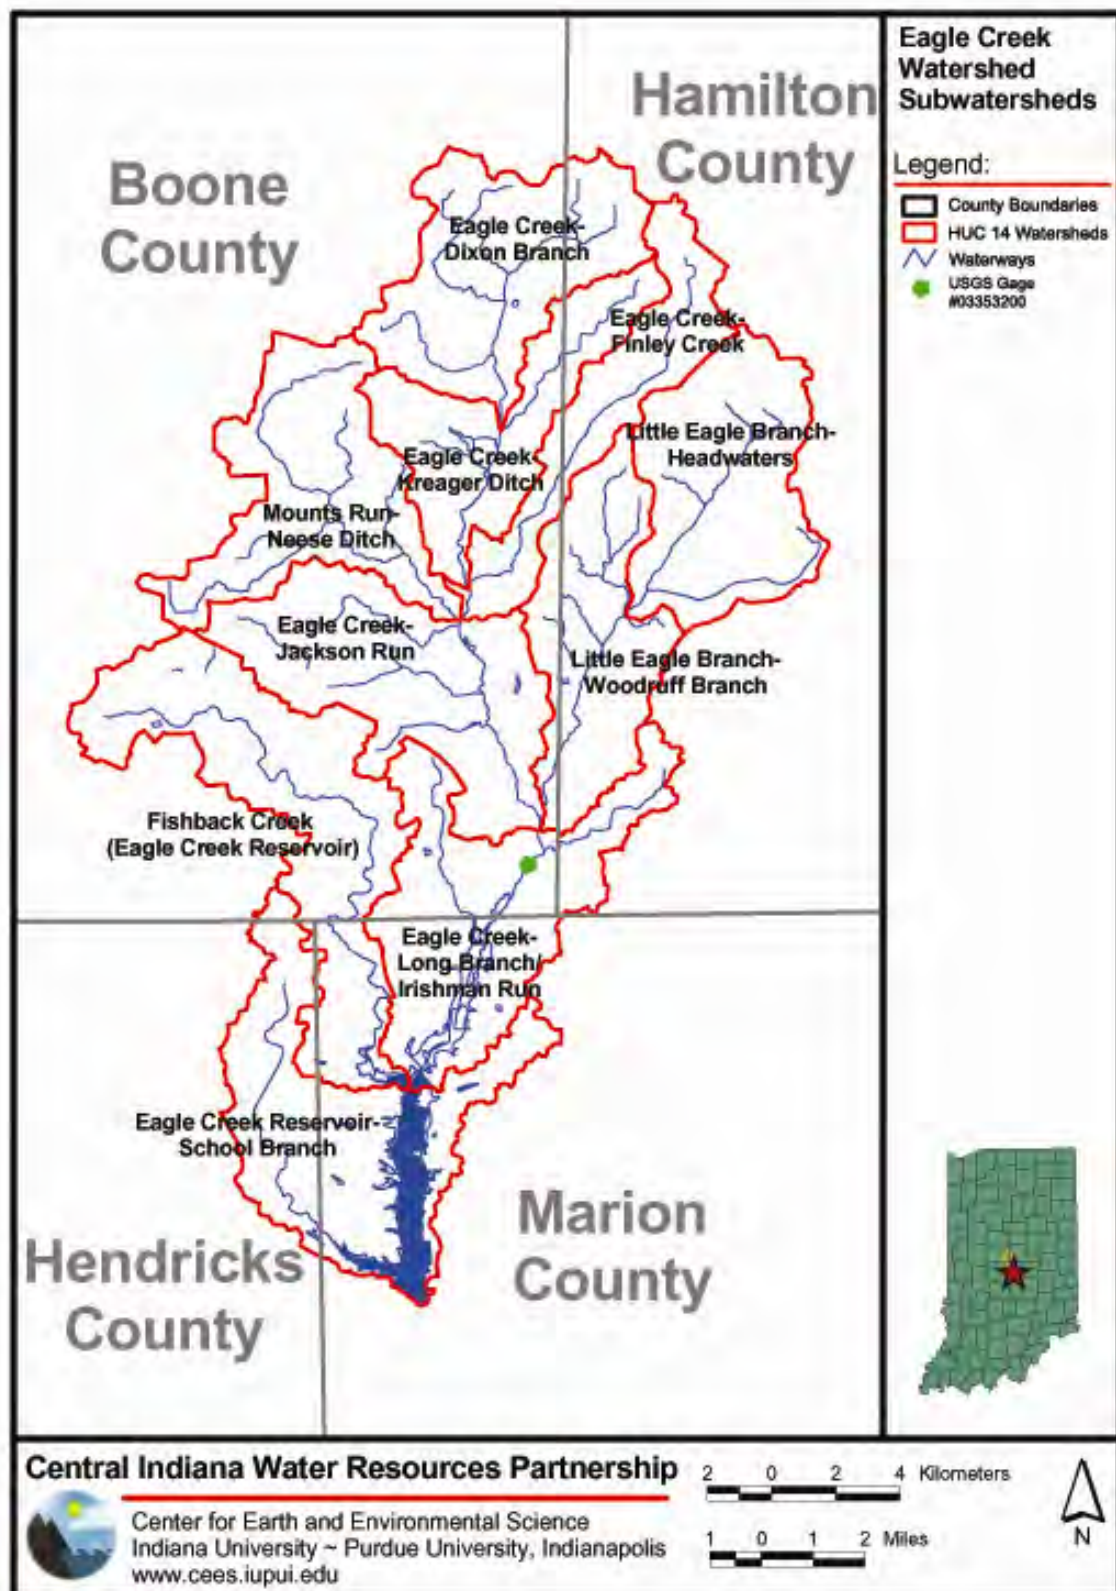 Eagle Creek
Watershed
Subwatersheds
Legend:
County Boundaries
HUC 14 Watersheds
Waterways
USGS Gage
#03353200
Hamilton
County
Boone
County
Eagle Creek-
Dixon Branch
Eagle Creek-
Finley Creek
Little Eagle Branch-
Headwaters
Eagle Creek-
Kreager Ditch
Mounts Run-
Neese Ditch
Eagle Creek-
Jackson Run
Little Eagle Branch-
Woodruff Branch
Fishback Creek
(Eagle Creek Reservoir)
Eagle Creek-
Long Branch/
Irishman Run
Eagle Creek Reservoir-
School Branch
Marion
County
Hendricks
County
Central Indiana Water Resources Partnership
Center for Earth and Environmental Science
Indiana University ~ Purdue University, Indianapolis
www.cees.iupui.edu
2 0 2 4 Kilometers
1 0 1 2 Miles
N